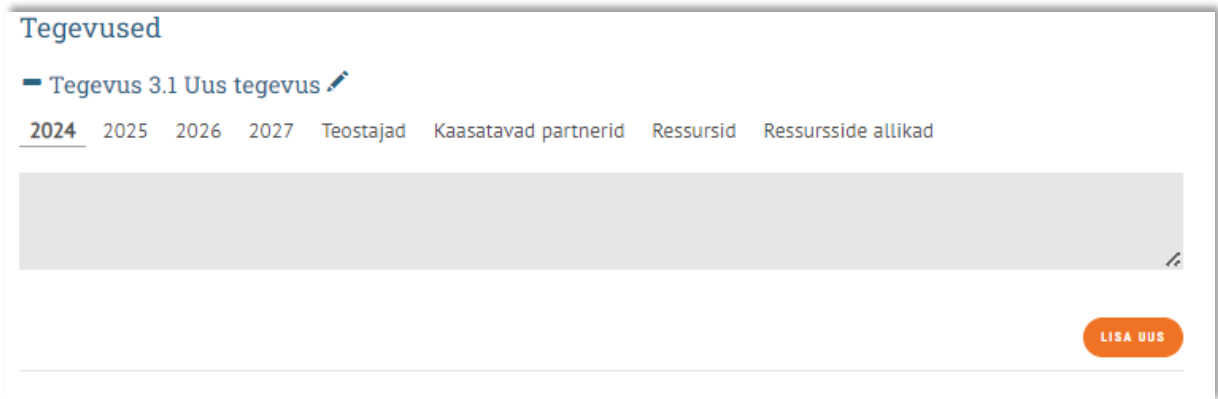 Tegevused
Tegevus 3.1 Uus tegevus
2024 2025 2026 2027 Teostajad Kaasatavad partnerid Ressursid Ressursside allikad
LISA UUS